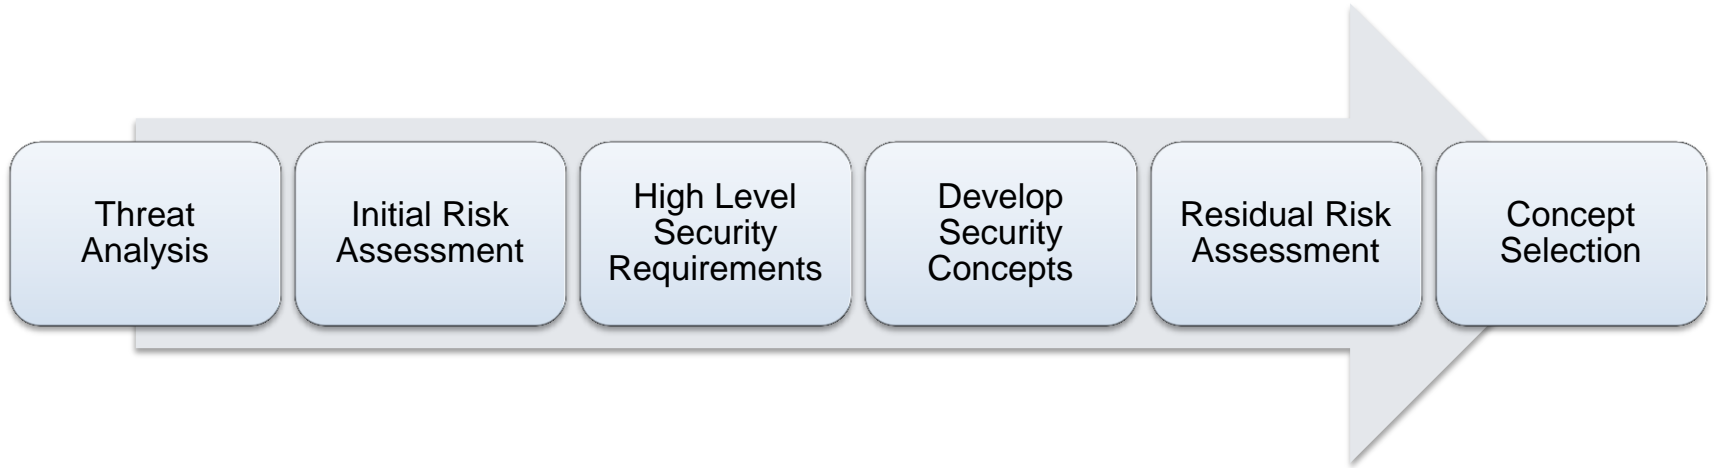 Threat
Analysis
Initial Risk
Assessment
High Level
Security
Requirements
Develop
Security
Concepts
Residual Risk
Assessment
Concept
Selection